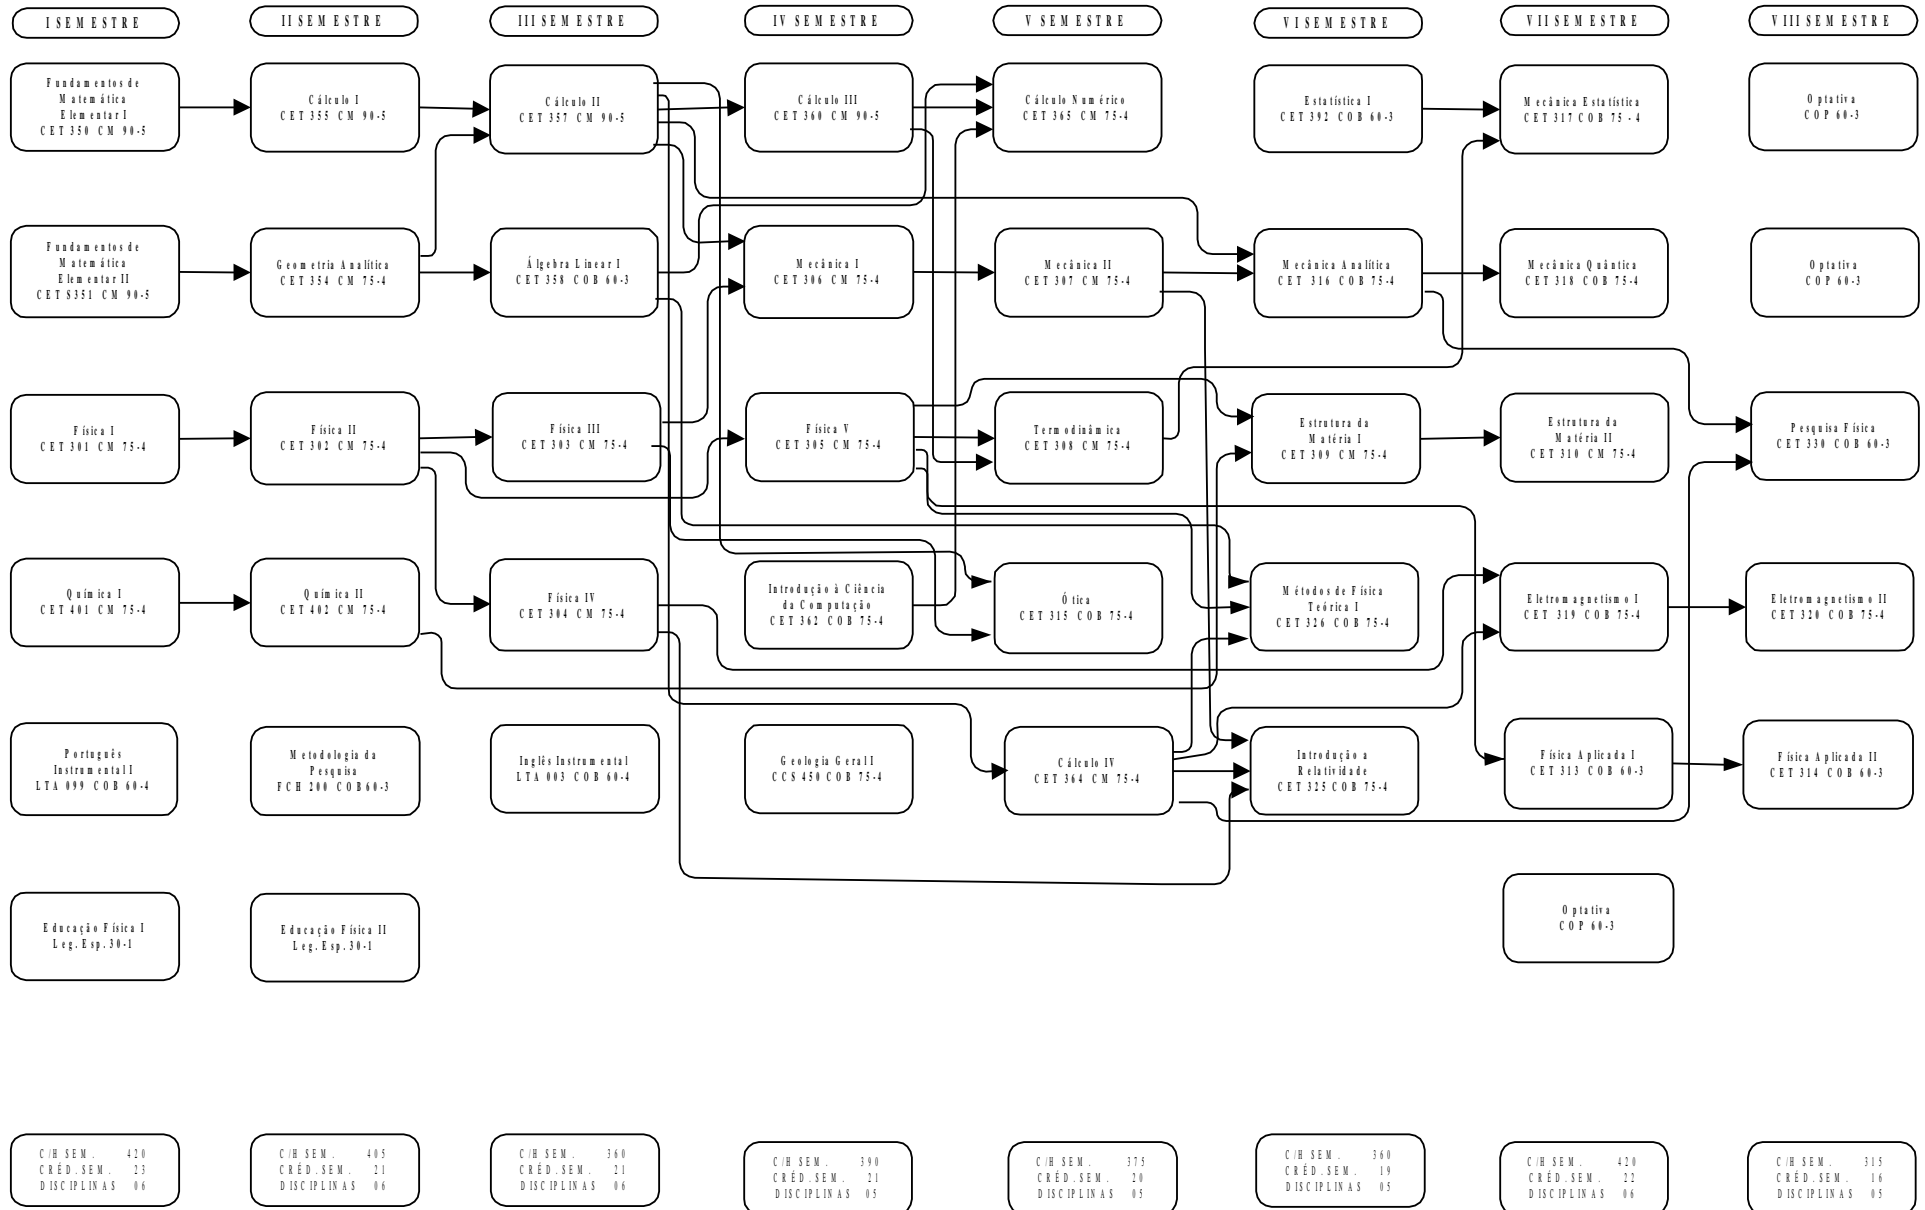 I SEMESTRE
II SEMESTRE
III SEMESTRE
IV SEMESTRE
V SEMESTRE
VI SEMESTRE
VII SEMESTRE
VIII SEMESTRE
Fundamentos de
Matemática
Elementar I
CET 350 CM 90-5
Cálculo I
CET 355 CM 90-5
Cálculo II
CET 357 CM 90-5
Cálculo III
CET 360 CM 90-5
Cálculo Numérico
CET 365 CM 75-4
Estatística I
CET 392 COB 60-3
Mecânica Estatística
CET 317 COB 75 - 4
Optativa
COP 60-3
Fundamentos de
Matemática
Elementar II
CET S351 CM 90-5
Geometria Analítica
CET 354 CM 75-4
Álgebra Linear I
CET 358 COB 60-3
Mecânica I
CET 306 CM 75-4
Mecânica II
CET 307 CM 75-4
Mecânica Analítica
CET 316 COB 75-4
Mecânica Quântica
CET 318 COB 75-4
Optativa
COP 60-3
Física I
CET 301 CM 75-4
Física II
CET 302 CM 75-4
Física III
CET 303 CM 75-4
Física V
CET 305 CM 75-4
Termodinâmica
CET 308 CM 75-4
Estrutura da
Matéria I
CET 309 CM 75-4
Estrutura da
Matéria II
CET 310 CM 75-4
Pesquisa Física
CET 330 COB 60-3
Química I
CET 401 CM 75-4
Química II
CET 402 CM 75-4
Física IV
CET 304 CM 75-4
Introdução à Ciência
da Computação
CET 362 COB 75-4
Ótica
CET 315 COB 75-4
Métodos de Física
Teórica I
CET 326 COB 75-4
Eletromagnetismo I
CET 319 COB 75-4
Eletromagnetismo II
CET 320 COB 75-4
Português
Instrumental I
LTA 099 COB 60-4
Metodologia da
Pesquisa
FCH 200 COB60-3
Inglês Instrumental
LTA 003 COB 60-4
Geologia Geral I
CCS 450 COB 75-4
Cálculo IV
CET 364 CM 75-4
Introdução a
Relatividade
CET 325 COB 75-4
Física Aplicada I
CET 313 COB 60-3
Física Aplicada II
CET 314 COB 60-3
Educação Física I
Leg.Esp.30-1
Educação Física II
Leg.Esp.30-1
Optativa
COP 60-3
C/H SEM. 420
CRÉD.SEM. 23
DISCIPLINAS 06
C/H SEM. 405
CRÉD.SEM. 21
DISCIPLINAS 06
C/H SEM. 360
CRÉD.SEM. 21
DISCIPLINAS 06
C/H SEM. 390
CRÉD.SEM. 21
DISCIPLINAS 05
C/H SEM. 375
CRÉD.SEM. 20
DISCIPLINAS 05
C/H SEM. 360
CRÉD.SEM. 19
DISCIPLINAS 05
C/H SEM. 420
CRÉD.SEM. 22
DISCIPLINAS 06
C/H SEM. 315
CRÉD.SEM. 16
DISCIPLINAS 05